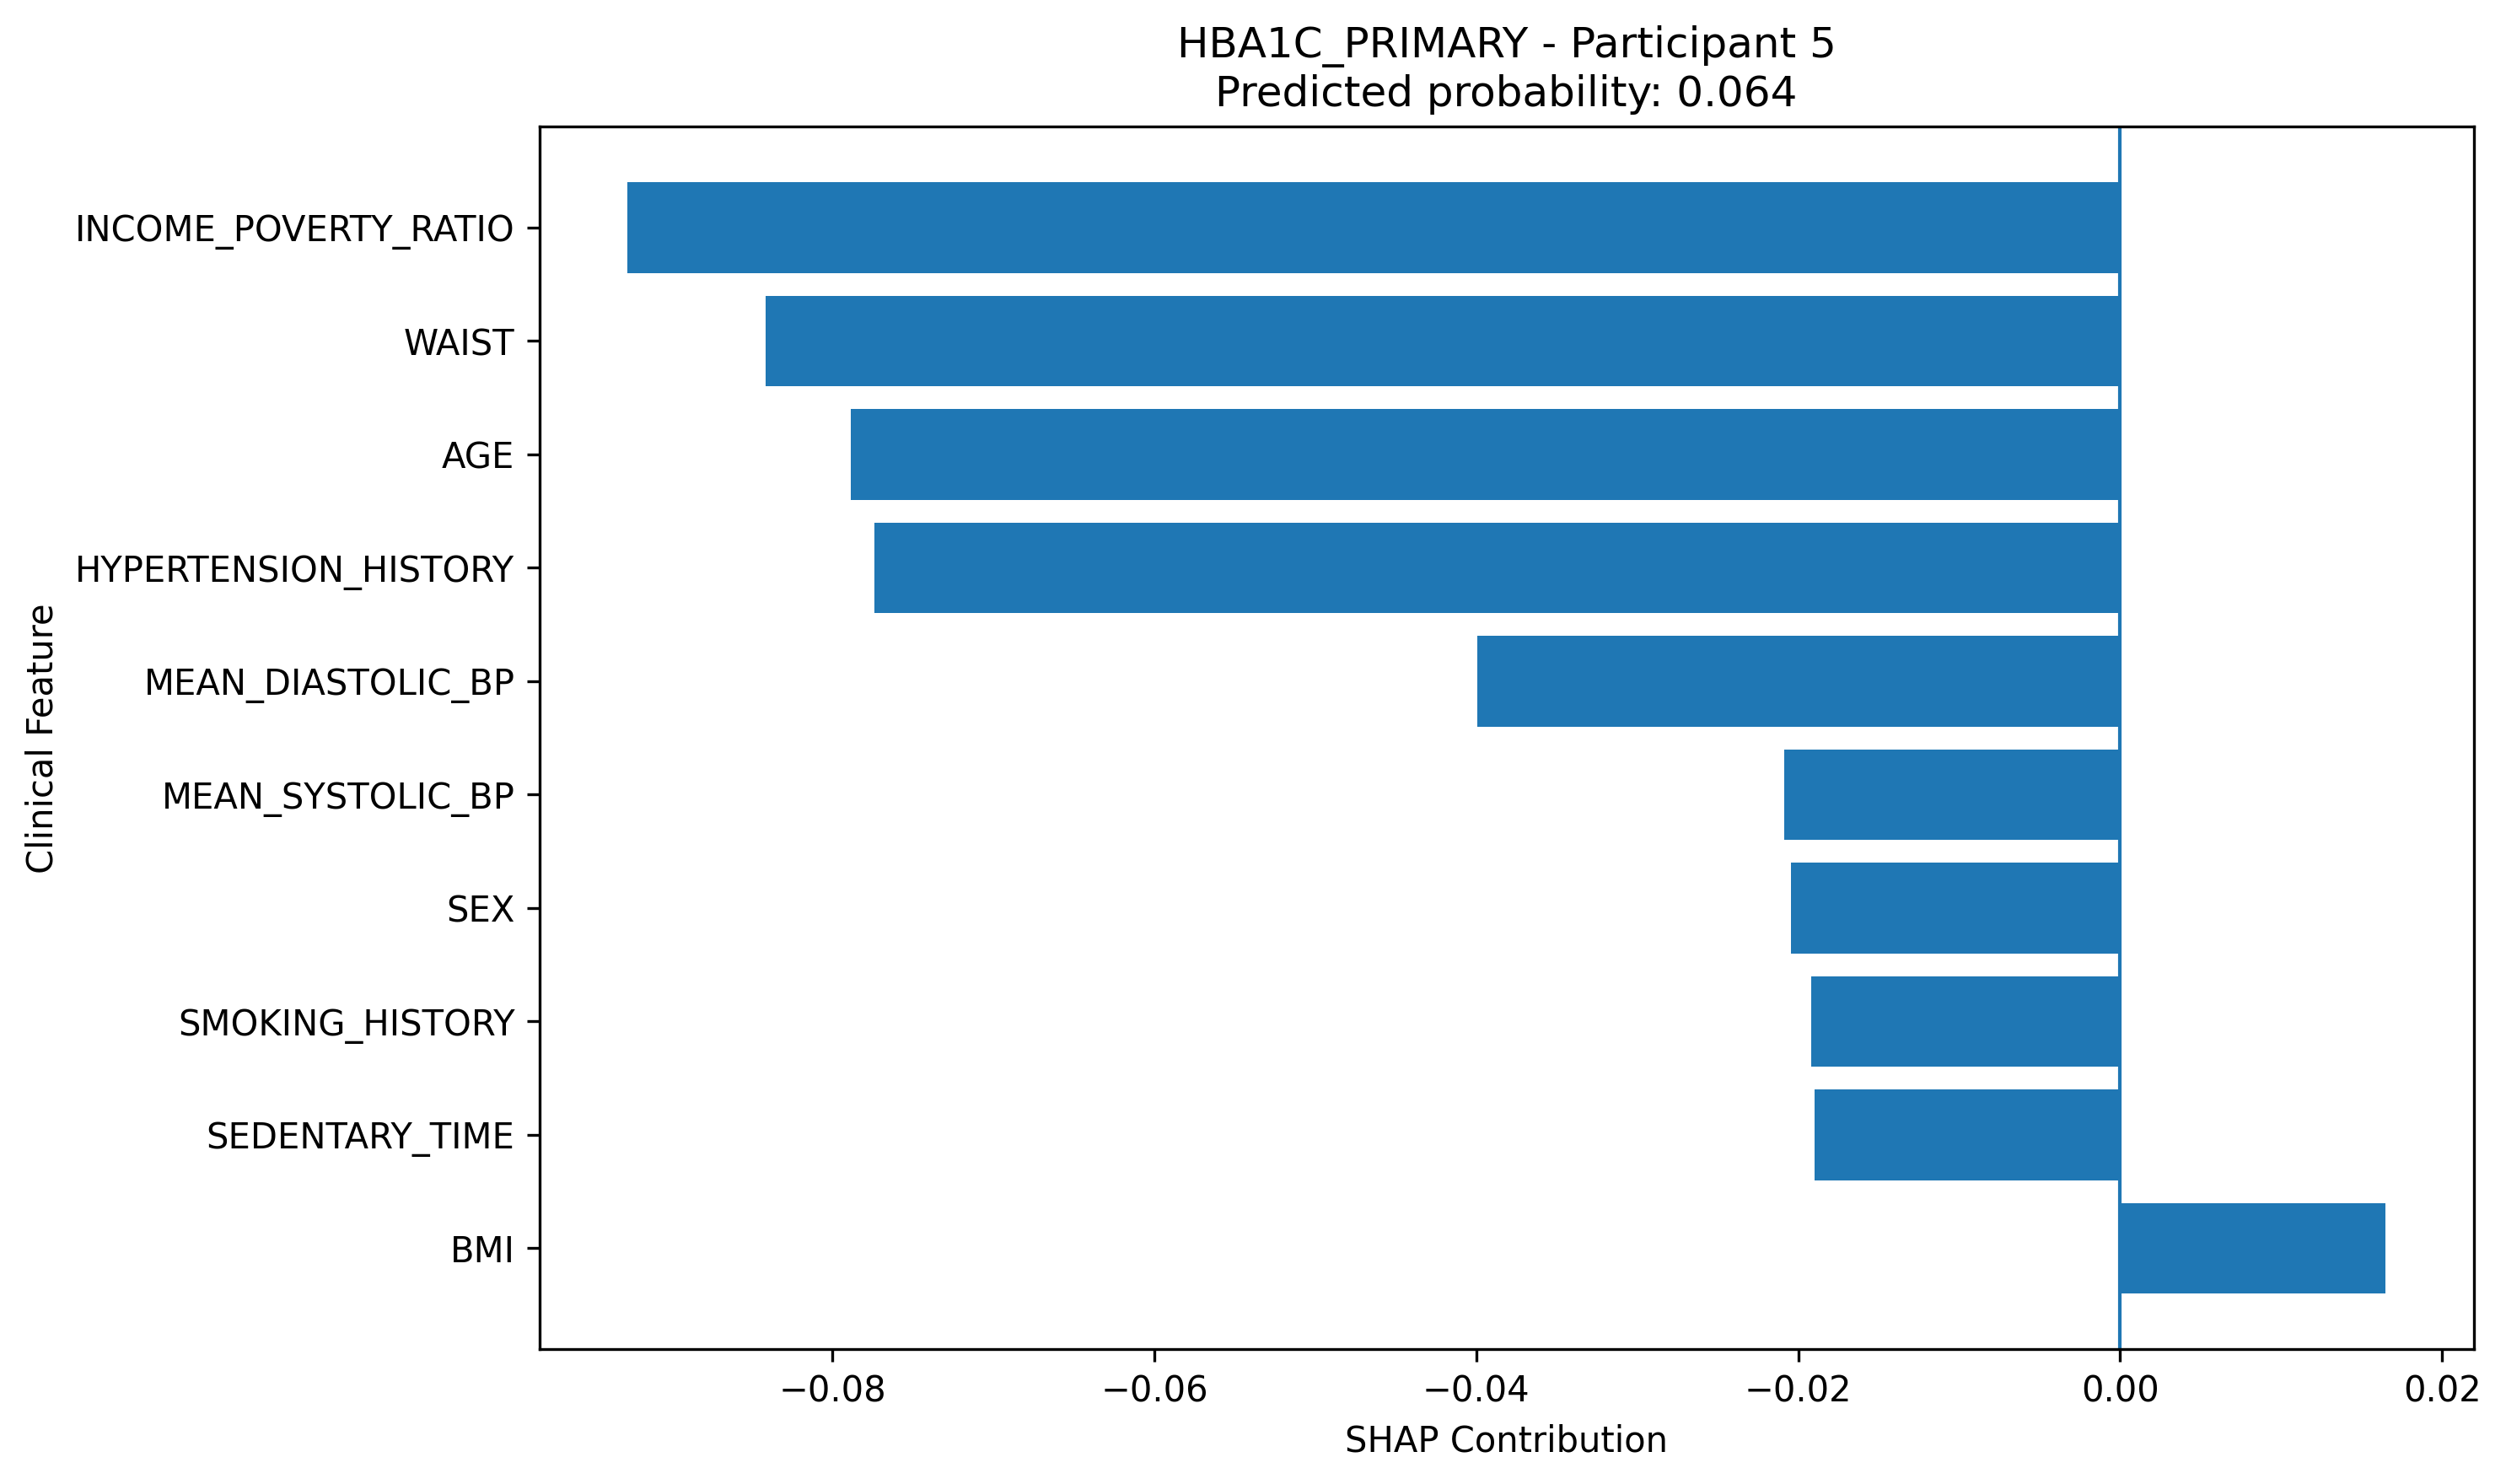 HBA1C_PRIMARY - Participant 5
Predicted probability: 0.064
Clinical Feature
INCOME_POVERTY_RATIO
WAIST
AGE
HYPERTENSION_HISTORY
MEAN_DIASTOLIC_BP
MEAN_SYSTOLIC_BP
SEX
SMOKING_HISTORY
SEDENTARY_TIME
BMI
−0.08 −0.06 −0.04 −0.02 0.00 0.02
SHAP Contribution